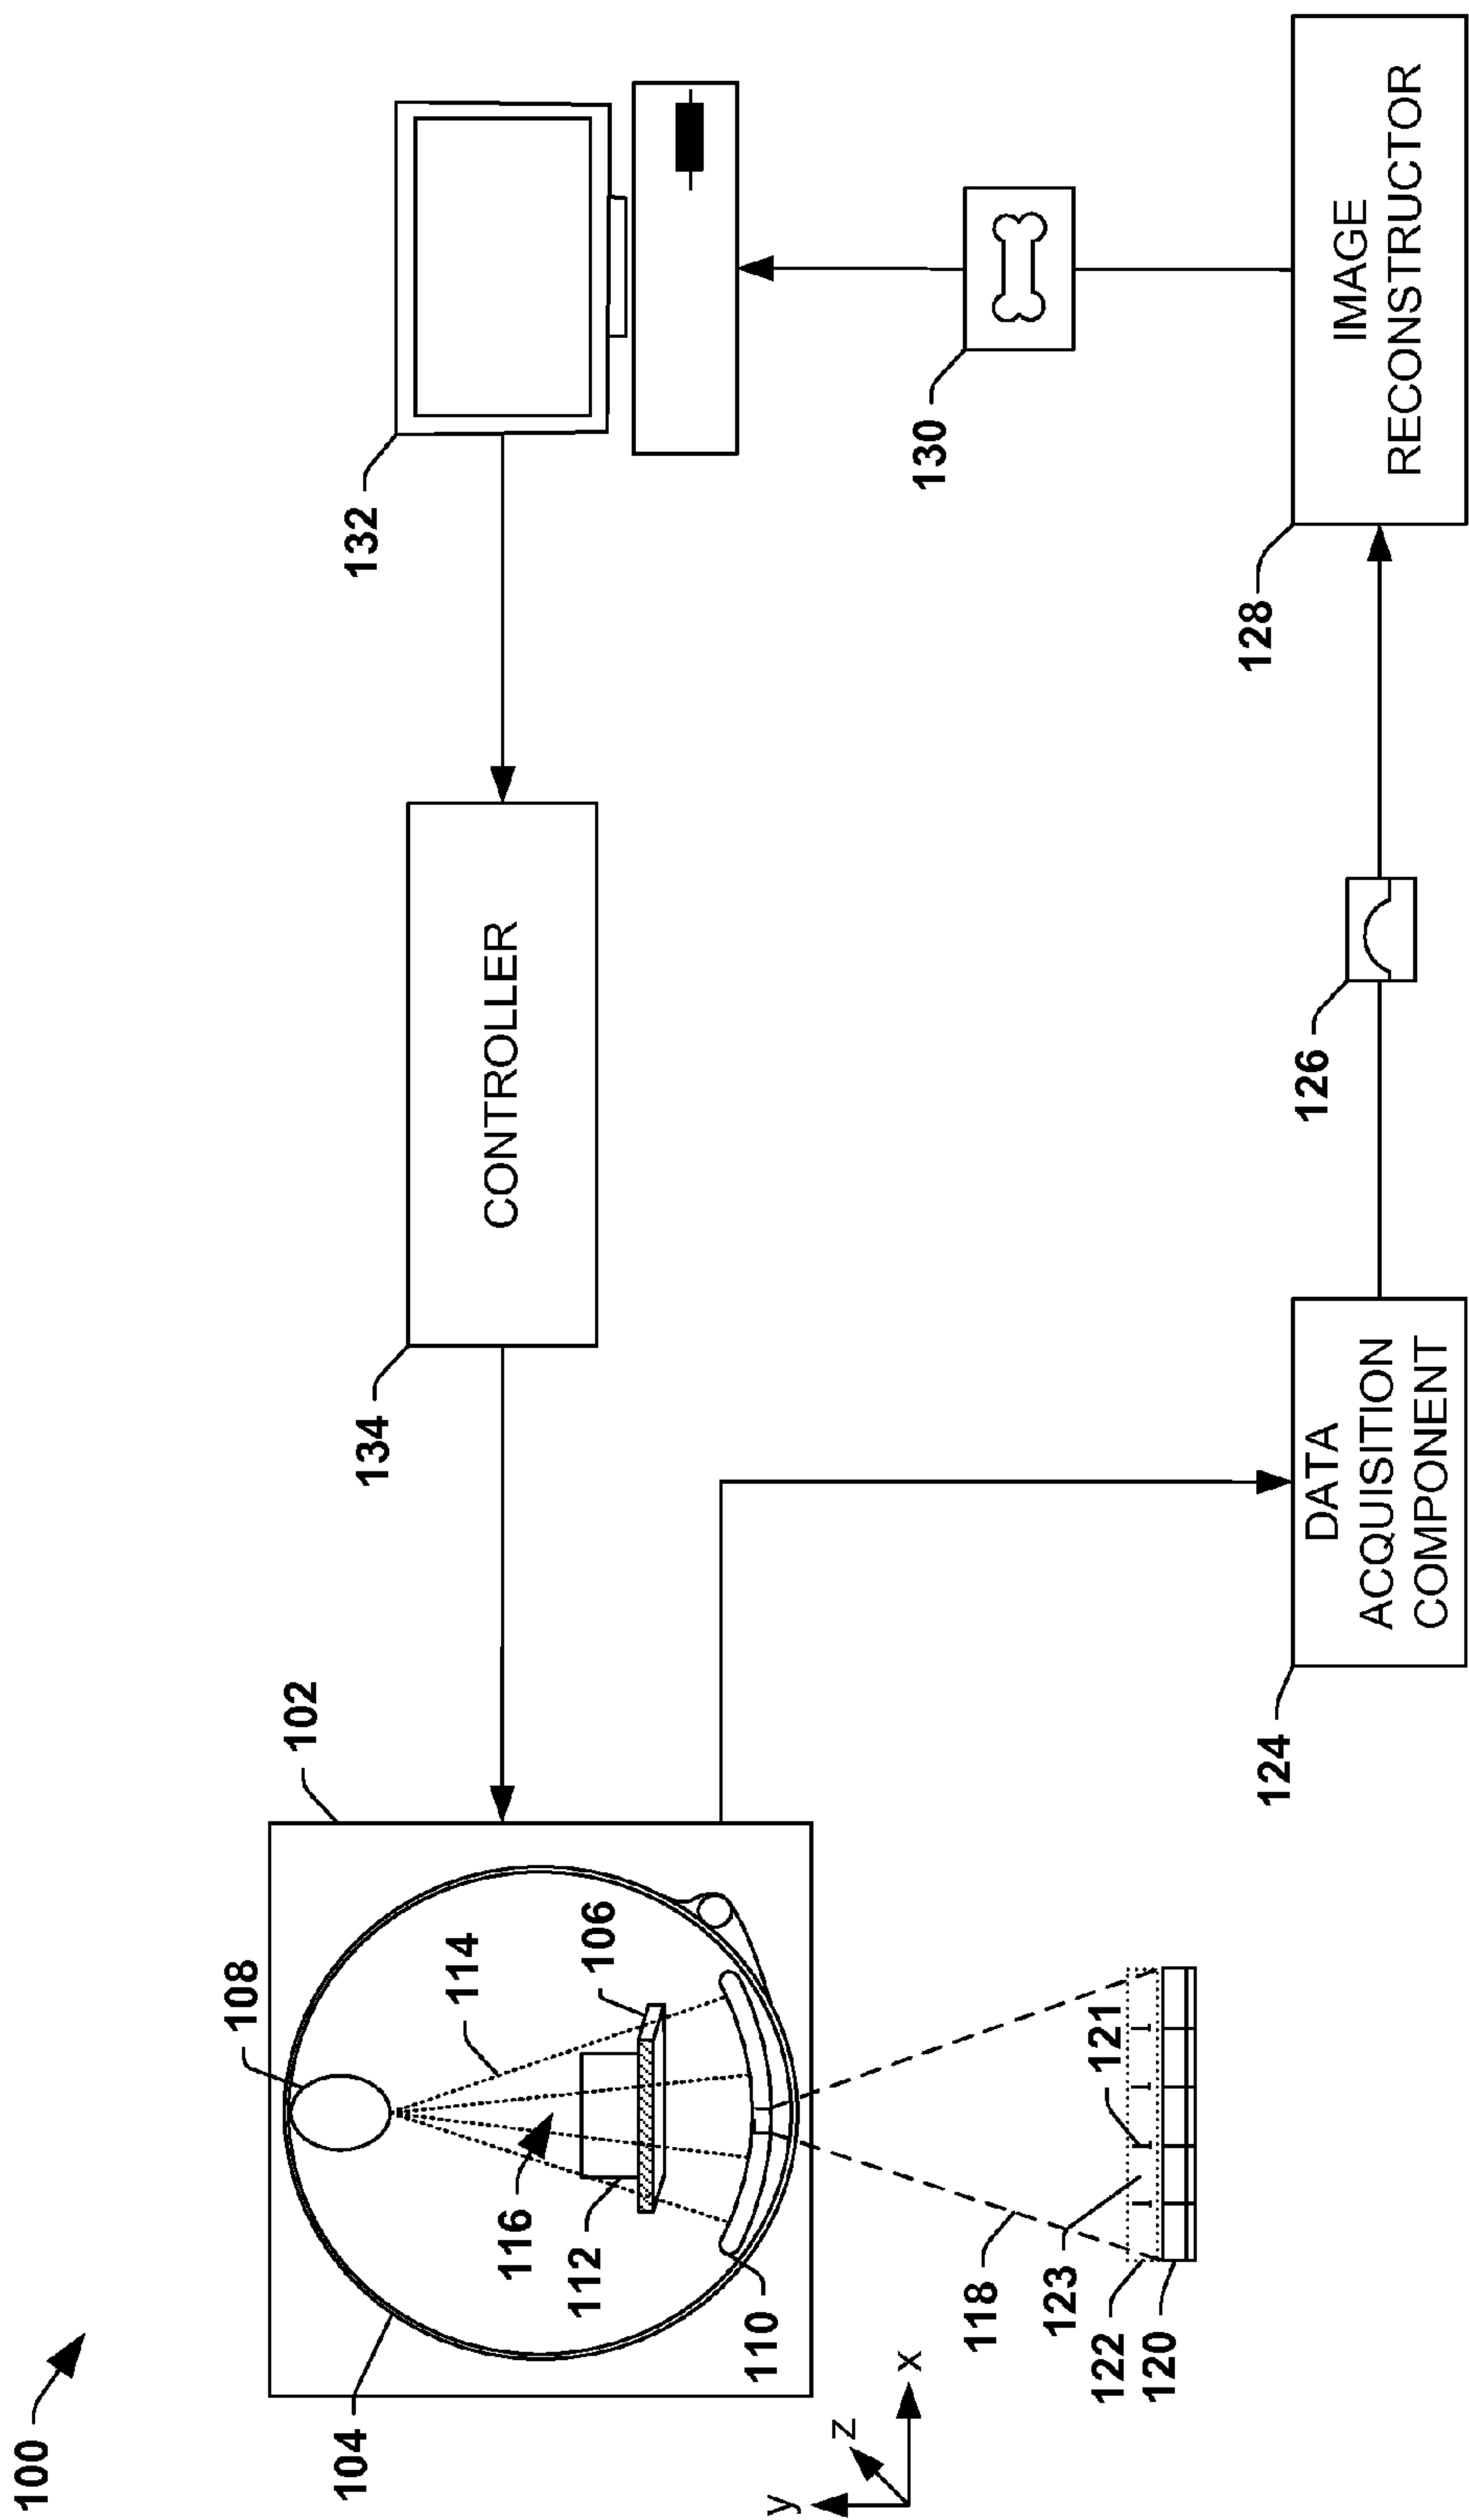 100
108
102
104
132
134
114
CONTROLLER
116
112
106
110
y
z
x
130
118
123
122
121
120
128
124
126
DATA
ACQUISITION
COMPONENT
IMAGE
RECONSTRUCTOR